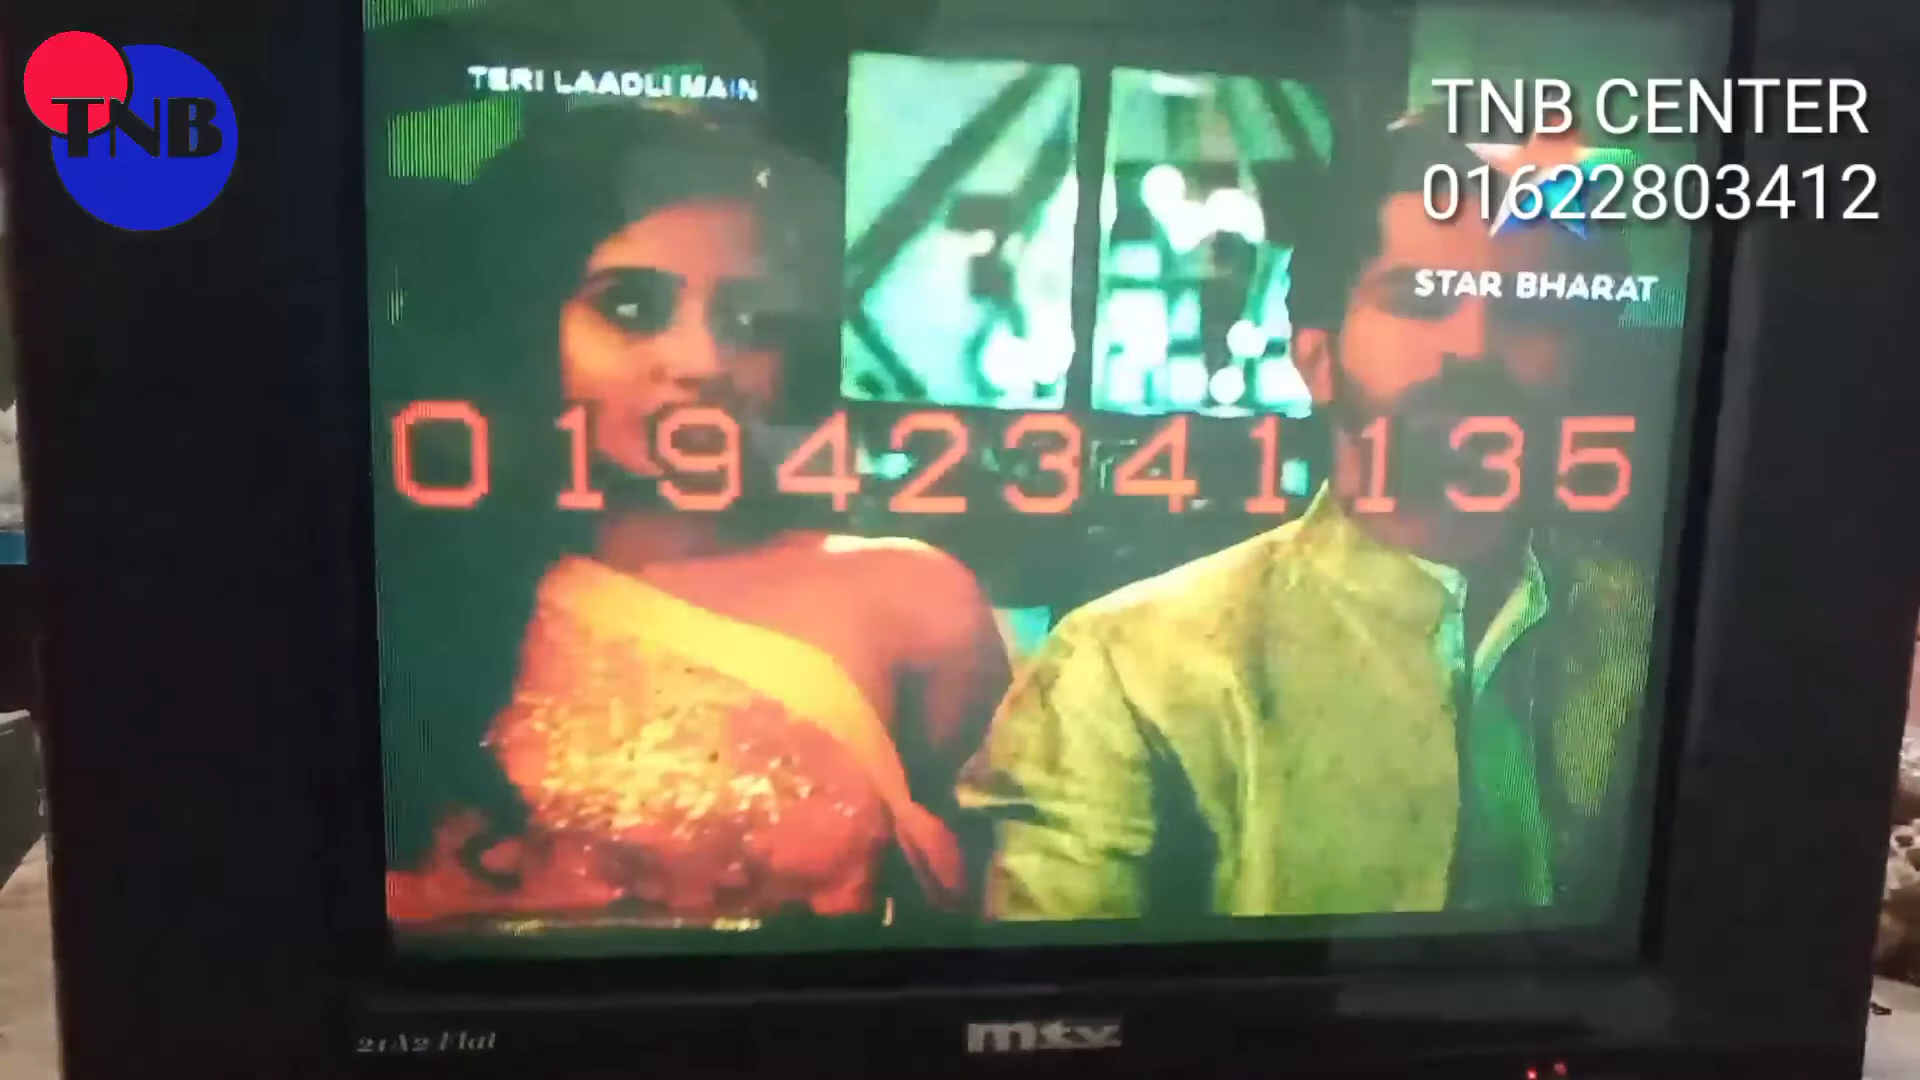 TNB
TERI LAADLI MAIN
TNB CENTER
01622803412
STAR BHARAT
01942341135
21A2 Flat
mtv